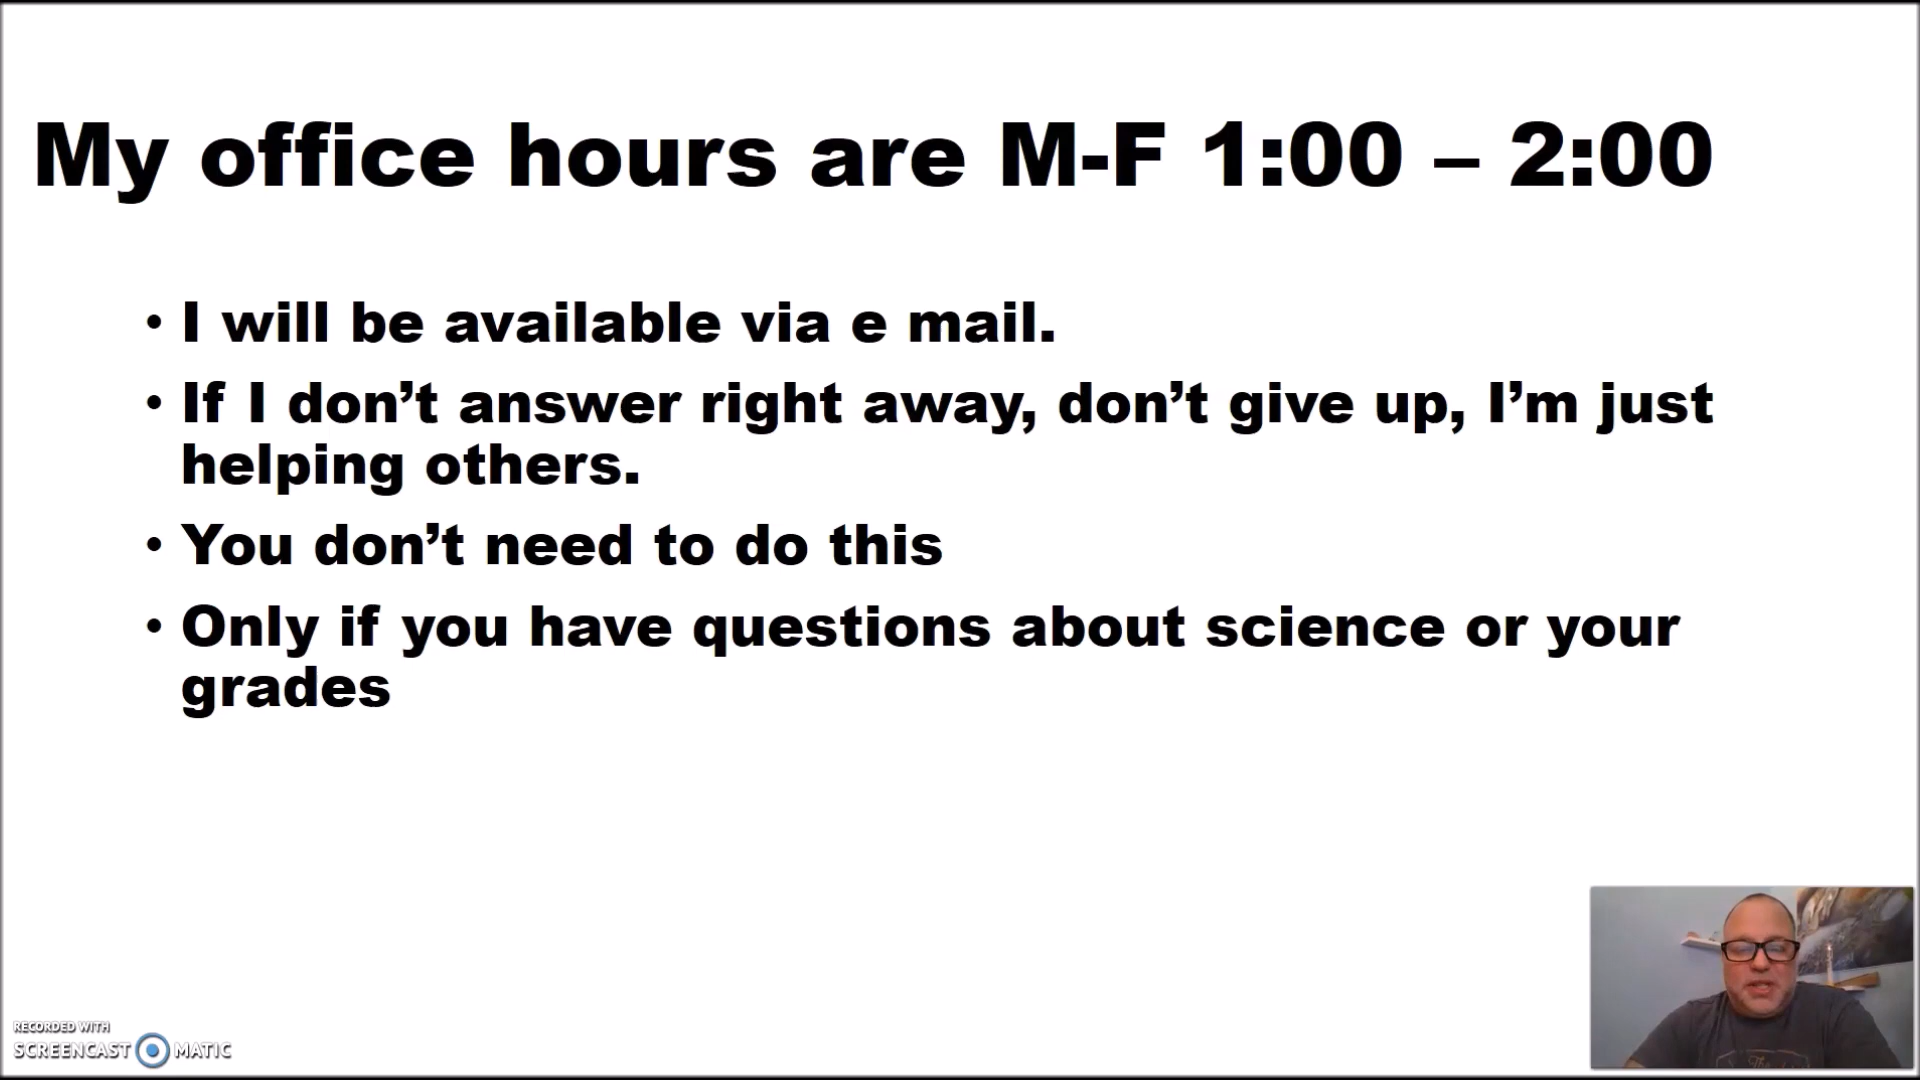 My office hours are M-F 1:00 – 2:00
• I will be available via e mail.
• If I don’t answer right away, don’t give up, I’m just
helping others.
• You don’t need to do this
• Only if you have questions about science or your
grades
RECORDED WITH
SCREENCAST MATIC